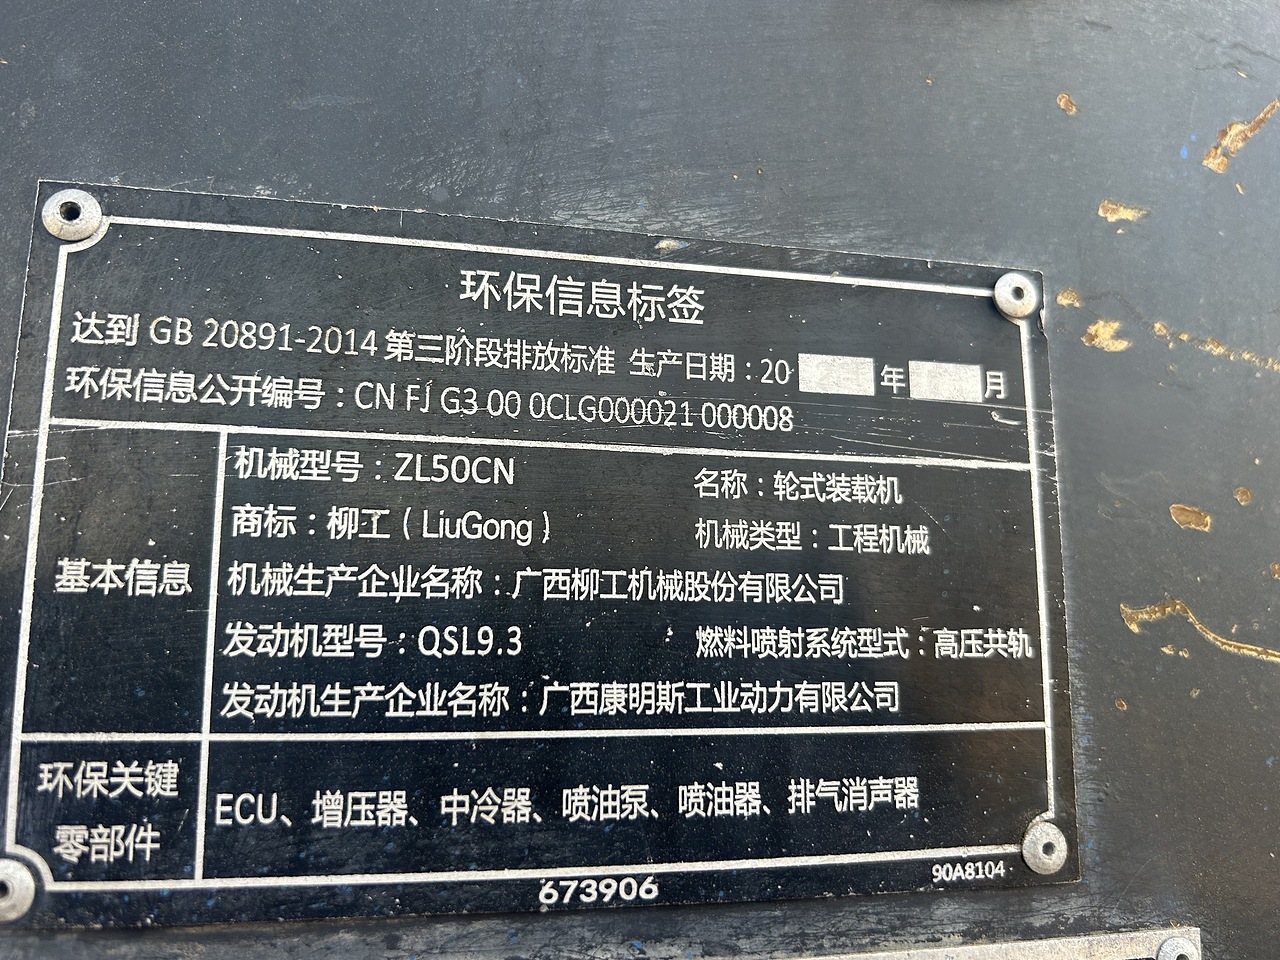 环保信息标签
达到 GB 20891-2014 第三阶段排放标准 生产日期：20 年 月
环保信息公开编号：CN FJ G3 00 0CLG000021 000008
基本信息
机械型号：ZL50CN 名称：轮式装载机
商标：柳工（LiuGong） 机械类型：工程机械
机械生产企业名称：广西柳工机械股份有限公司
发动机型号：QSL9.3 燃料喷射系统型式：高压共轨
发动机生产企业名称：广西康明斯工业动力有限公司
环保关键
零部件
ECU、增压器、中冷器、喷油泵、喷油器、排气消声器
673906
90A8104